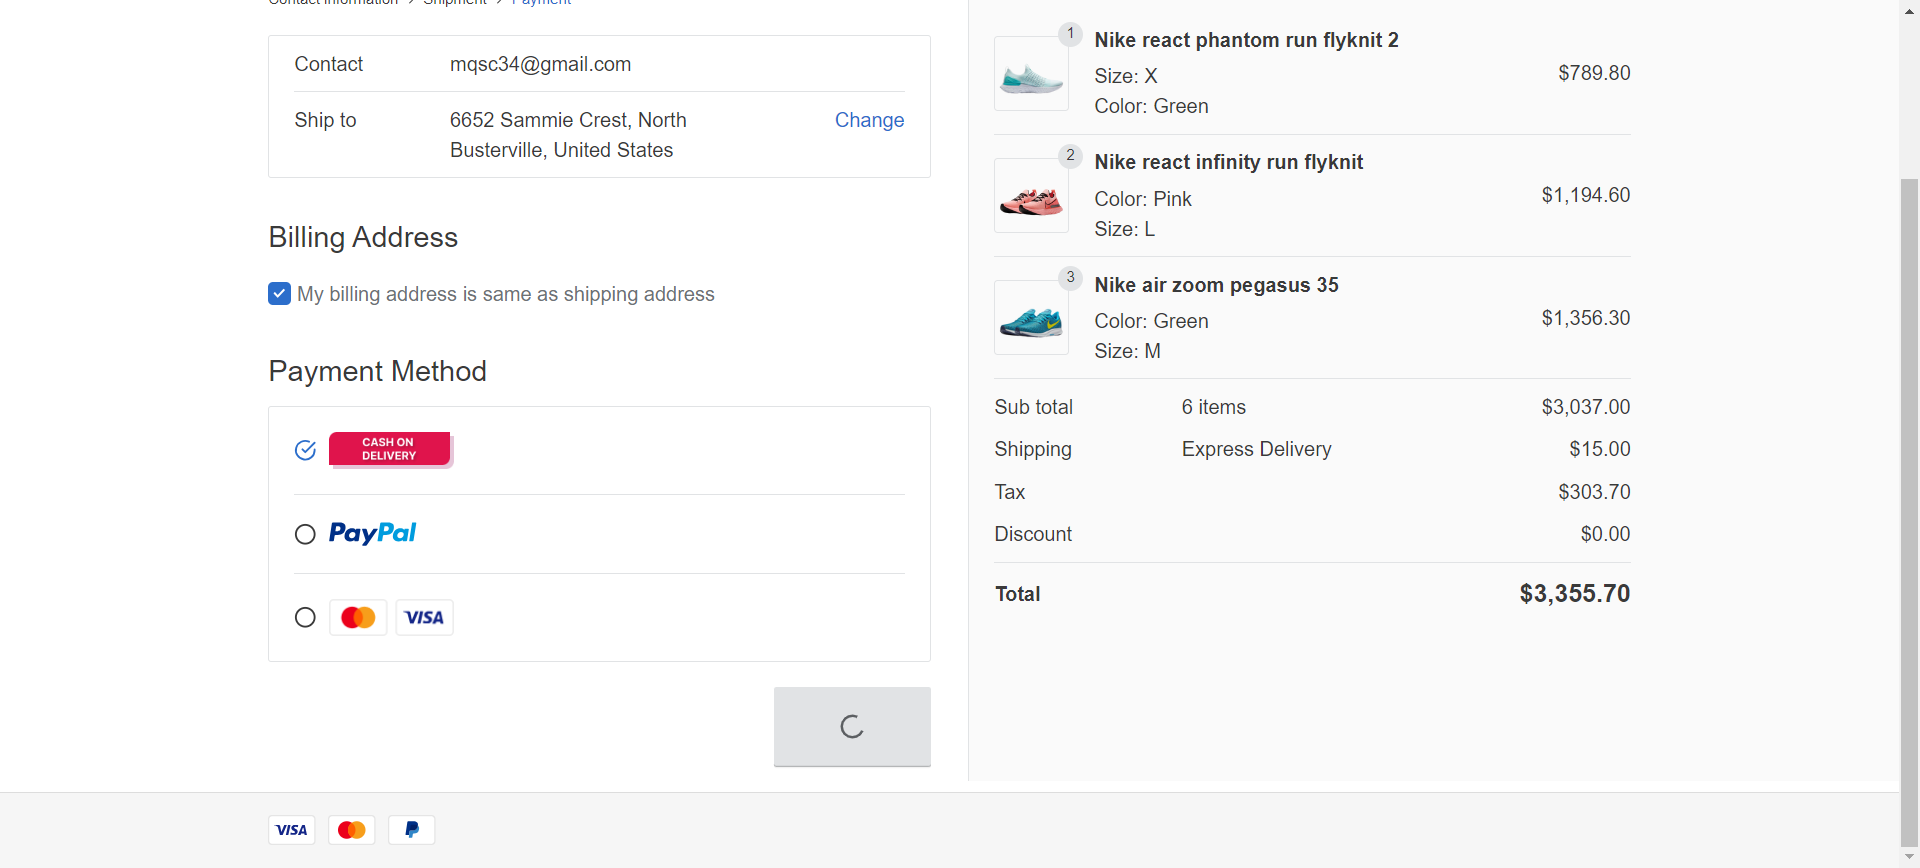 Contact information > Shipment > Payment
Contact
mqsc34@gmail.com
Ship to
6652 Sammie Crest, North
Busterville, United States
Change
Billing Address
My billing address is same as shipping address
Payment Method
CASH ON
DELIVERY
PayPal
VISA
1
Nike react phantom run flyknit 2
Size: X
Color: Green
$789.80
2
Nike react infinity run flyknit
Color: Pink
Size: L
$1,194.60
3
Nike air zoom pegasus 35
Color: Green
Size: M
$1,356.30
Sub total 6 items $3,037.00
Shipping Express Delivery $15.00
Tax $303.70
Discount $0.00
Total $3,355.70
VISA